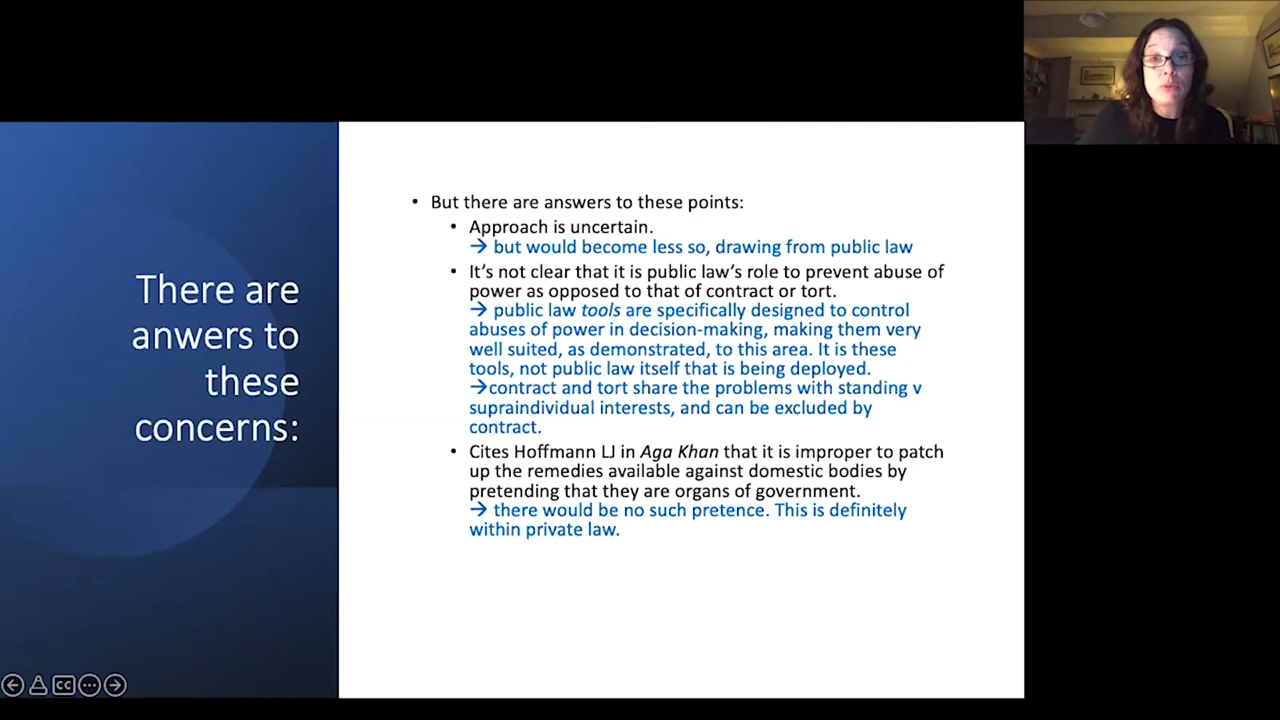 There are
anwers to
these
concerns:
• But there are answers to these points:
• Approach is uncertain.
→ but would become less so, drawing from public law
• It's not clear that it is public law's role to prevent abuse of
power as opposed to that of contract or tort.
→ public law tools are specifically designed to control
abuses of power in decision-making, making them very
well suited, as demonstrated, to this area. It is these
tools, not public law itself that is being deployed.
→contract and tort share the problems with standing v
supraindividual interests, and can be excluded by
contract.
• Cites Hoffmann LJ in Aga Khan that it is improper to patch
up the remedies available against domestic bodies by
pretending that they are organs of government.
→ there would be no such pretence. This is definitely
within private law.
CC